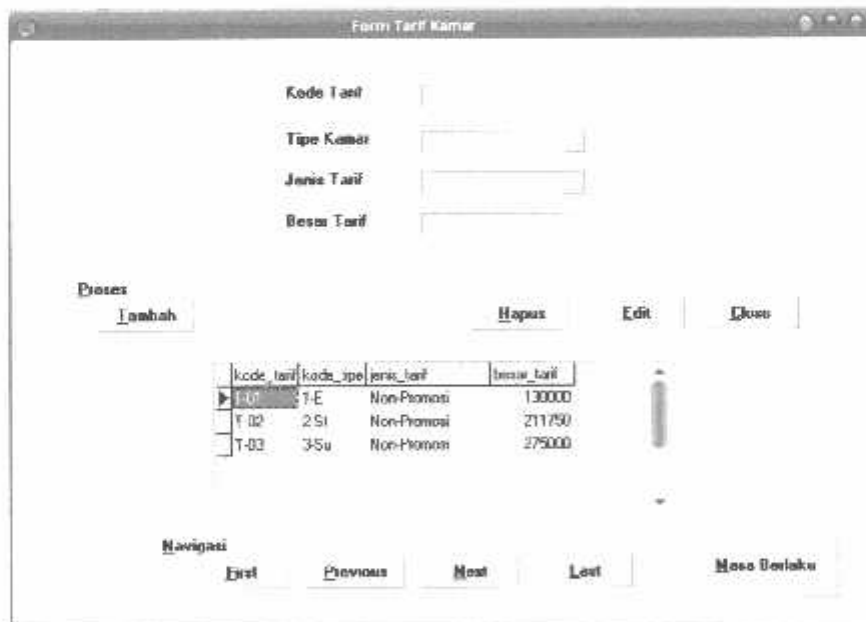 Form Tarif Kamar
Kode Tarif
Tipe Kamar
Jenis Tarif
Besar Tarif
Proses
Tambah Hapus Edit Close
kode_tarif kode_tipe jenis_tarif besar_tarif
T-01 1-E Non-Promosi 130000
T-02 2-St Non-Promosi 211750
T-03 3-Su Non-Promosi 275000
Navigasi
First Previous Next Last Masa Berlaku